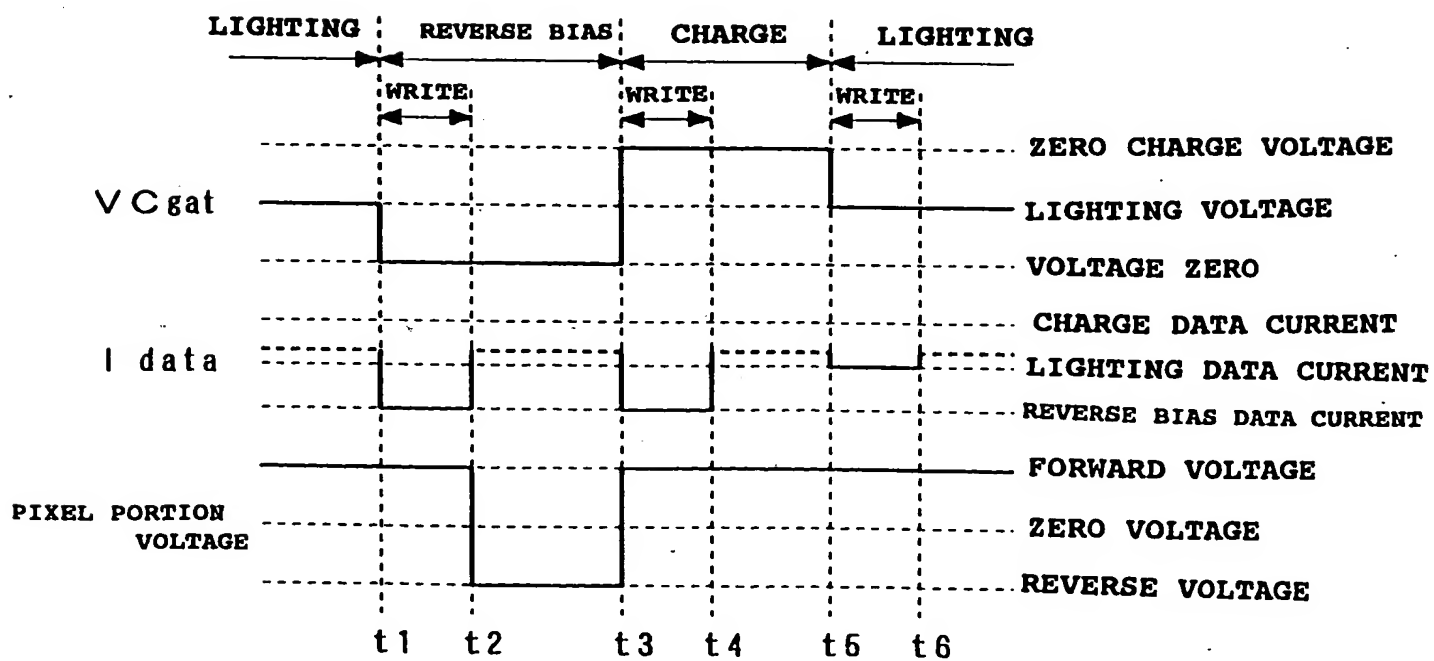 LIGHTING REVERSE BIAS CHARGE LIGHTING
WRITE WRITE WRITE
ZERO CHARGE VOLTAGE
VCgat LIGHTING VOLTAGE
VOLTAGE ZERO
CHARGE DATA CURRENT
I data LIGHTING DATA CURRENT
REVERSE BIAS DATA CURRENT
FORWARD VOLTAGE
PIXEL PORTION
VOLTAGE
ZERO VOLTAGE
REVERSE VOLTAGE
t1 t2 t3 t4 t5 t6